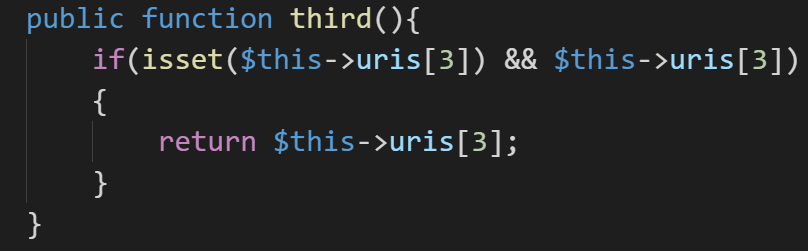 public function third(){
if(isset($this->uris[3]) && $this->uris[3])
{
return $this->uris[3];
}
}